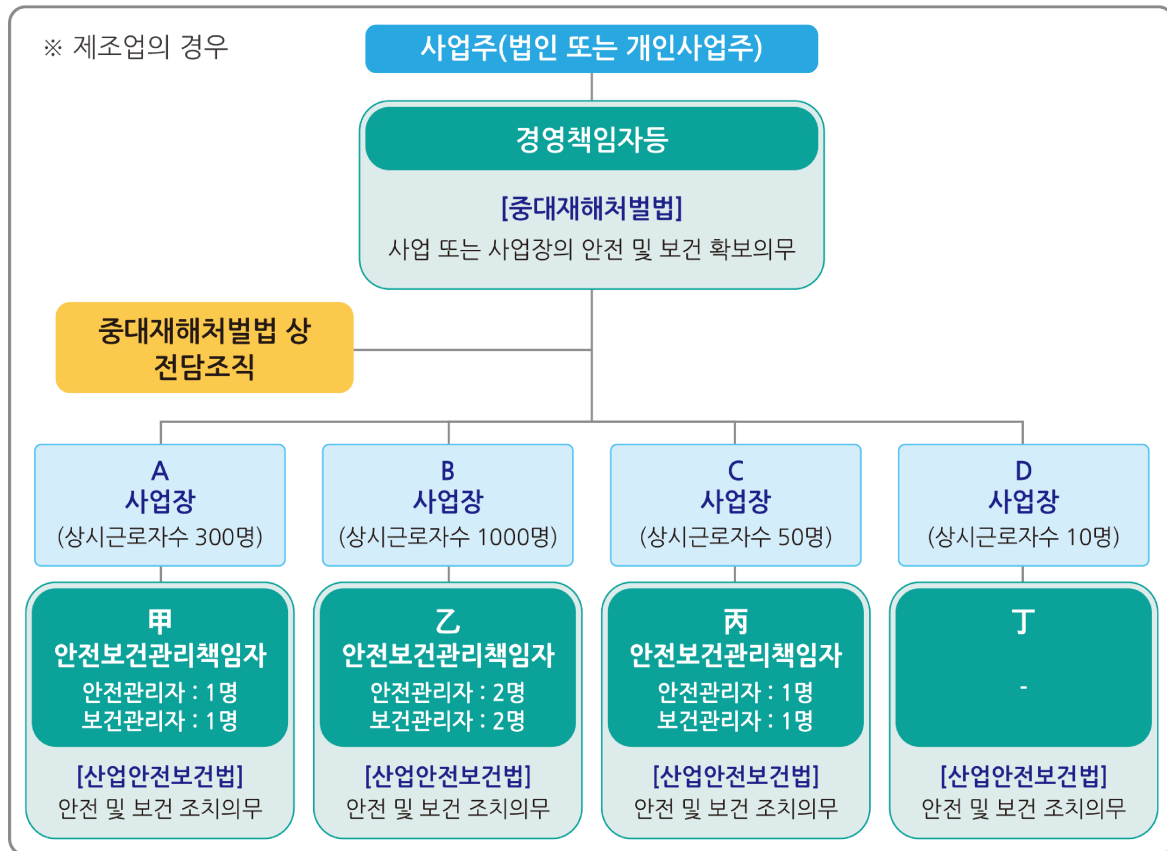 ※ 제조업의 경우
사업주(법인 또는 개인사업주)
경영책임자등
[중대재해처벌법]
사업 또는 사업장의 안전 및 보건 확보의무
중대재해처벌법 상
전담조직
A
사업장
(상시근로자수 300명)
B
사업장
(상시근로자수 1000명)
C
사업장
(상시근로자수 50명)
D
사업장
(상시근로자수 10명)
甲
안전보건관리책임자
안전관리자 : 1명
보건관리자 : 1명
[산업안전보건법]
안전 및 보건 조치의무
乙
안전보건관리책임자
안전관리자 : 2명
보건관리자 : 2명
[산업안전보건법]
안전 및 보건 조치의무
丙
안전보건관리책임자
안전관리자 : 1명
보건관리자 : 1명
[산업안전보건법]
안전 및 보건 조치의무
丁
-
[산업안전보건법]
안전 및 보건 조치의무